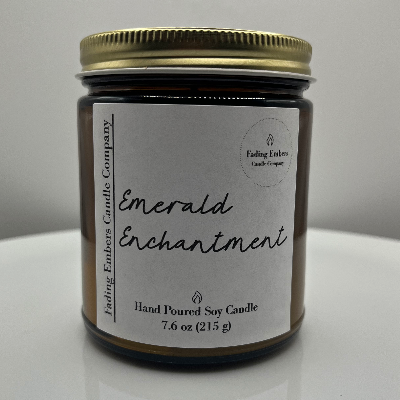 Fading Embers Candle Company
Fading Embers
Candle Company
Emerald
Enchantment
Hand Poured Soy Candle
7.6 oz (215 g)